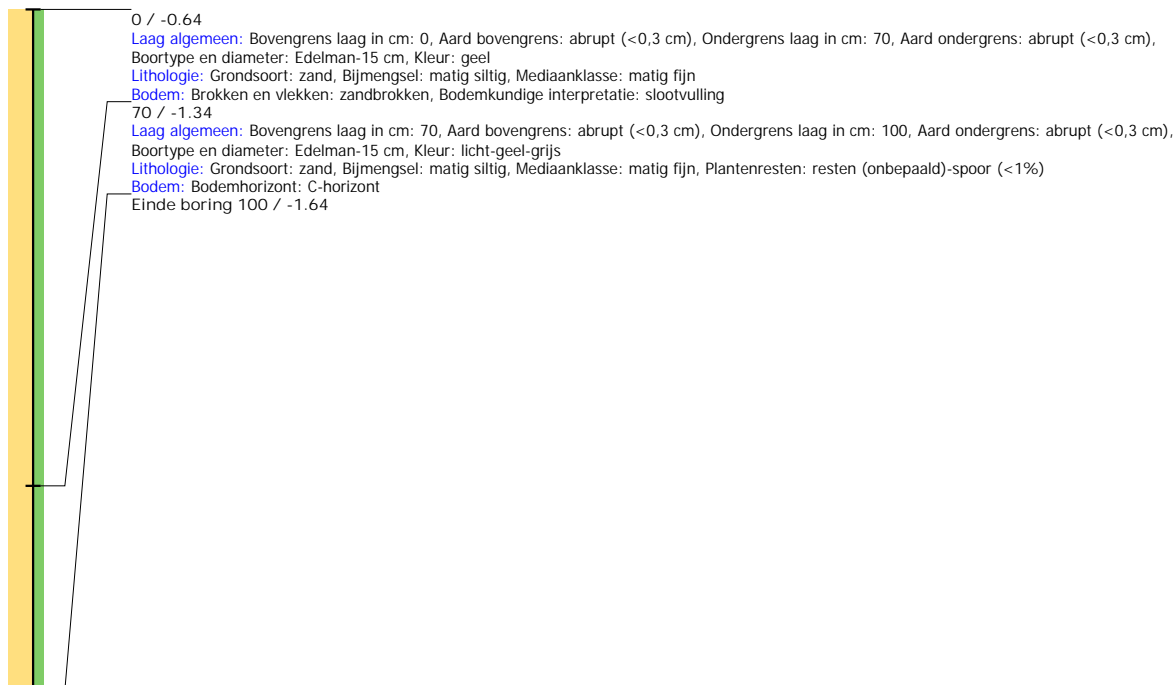 0 / -0.64
Laag algemeen: Bovengrens laag in cm: 0, Aard bovengrens: abrupt (<0,3 cm), Ondergrens laag in cm: 70, Aard ondergrens: abrupt (<0,3 cm),
Boortype en diameter: Edelman-15 cm, Kleur: geel
Lithologie: Grondsoort: zand, Bijmengsel: matig siltig, Mediaanklasse: matig fijn
Bodem: Brokken en vlekken: zandbrokken, Bodemkundige interpretatie: slootvulling
70 / -1.34
Laag algemeen: Bovengrens laag in cm: 70, Aard bovengrens: abrupt (<0,3 cm), Ondergrens laag in cm: 100, Aard ondergrens: abrupt (<0,3 cm),
Boortype en diameter: Edelman-15 cm, Kleur: licht-geel-grijs
Lithologie: Grondsoort: zand, Bijmengsel: matig siltig, Mediaanklasse: matig fijn, Plantenresten: resten (onbepaald)-spoor (<1%)
Bodem: Bodemhorizont: C-horizont
Einde boring 100 / -1.64